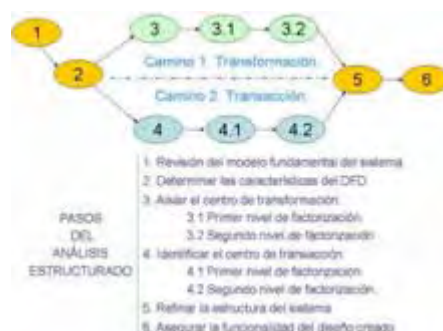 1
2
3
3.1
3.2
Camino 1. Transformación
Camino 2. Transacción
4
4.1
4.2
5
6
PASOS
DEL
ANÁLISIS
ESTRUCTURADO
1. Revisión del modelo fundamental del sistema
2. Determinar las características del DFD
3. Aislar el centro de transformación
3.1 Primer nivel de factorización
3.2 Segundo nivel de factorización
4. Identificar el centro de transacción
4.1 Primer nivel de factorización
4.2 Segundo nivel de factorización
5. Refinar la estructura del sistema
6. Asegurar la funcionalidad del diseño creado